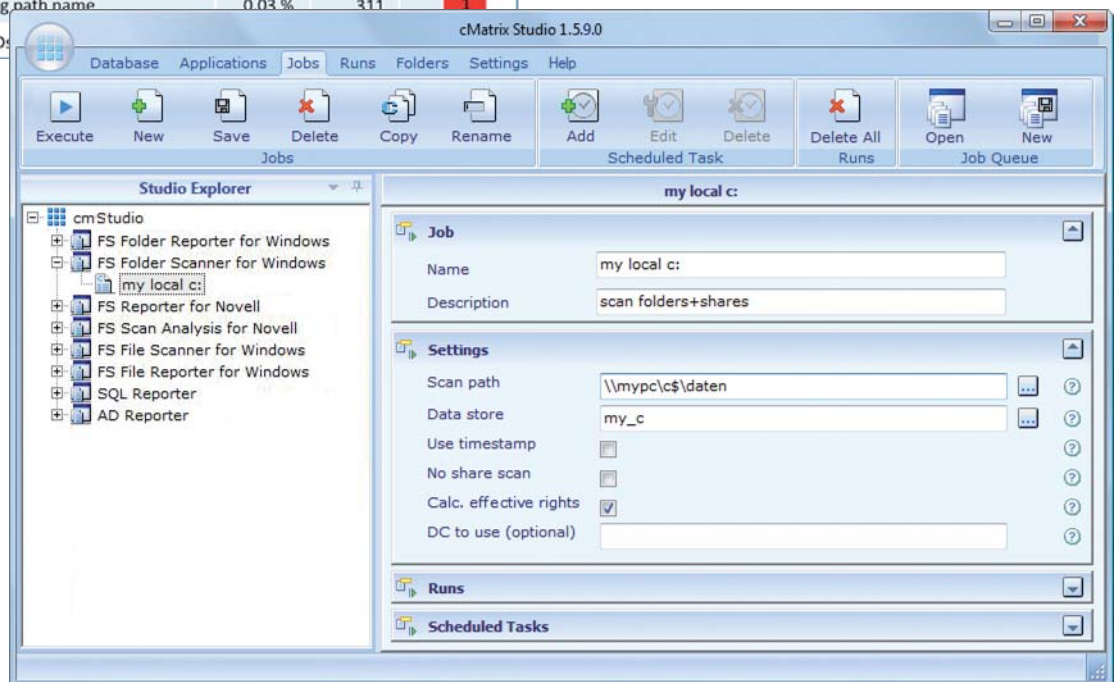 path name 0.03 % 311 1
cMatrix Studio 1.5.9.0
Database Applications Jobs Runs Folders Settings Help
Execute New Save Delete Copy Rename Add Edit Delete Delete All Open New
Jobs Scheduled Task Runs Job Queue
Studio Explorer
my local c:
cmStudio
FS Folder Reporter for Windows
FS Folder Scanner for Windows
my local c:
FS Reporter for Novell
FS Scan Analysis for Novell
FS File Scanner for Windows
FS File Reporter for Windows
SQL Reporter
AD Reporter
Job
Name my local c:
Description scan folders+shares
Settings
Scan path \\mypc\c$\daten ...
Data store my_c ...
Use timestamp
No share scan
Calc. effective rights
DC to use (optional)
Runs
Scheduled Tasks